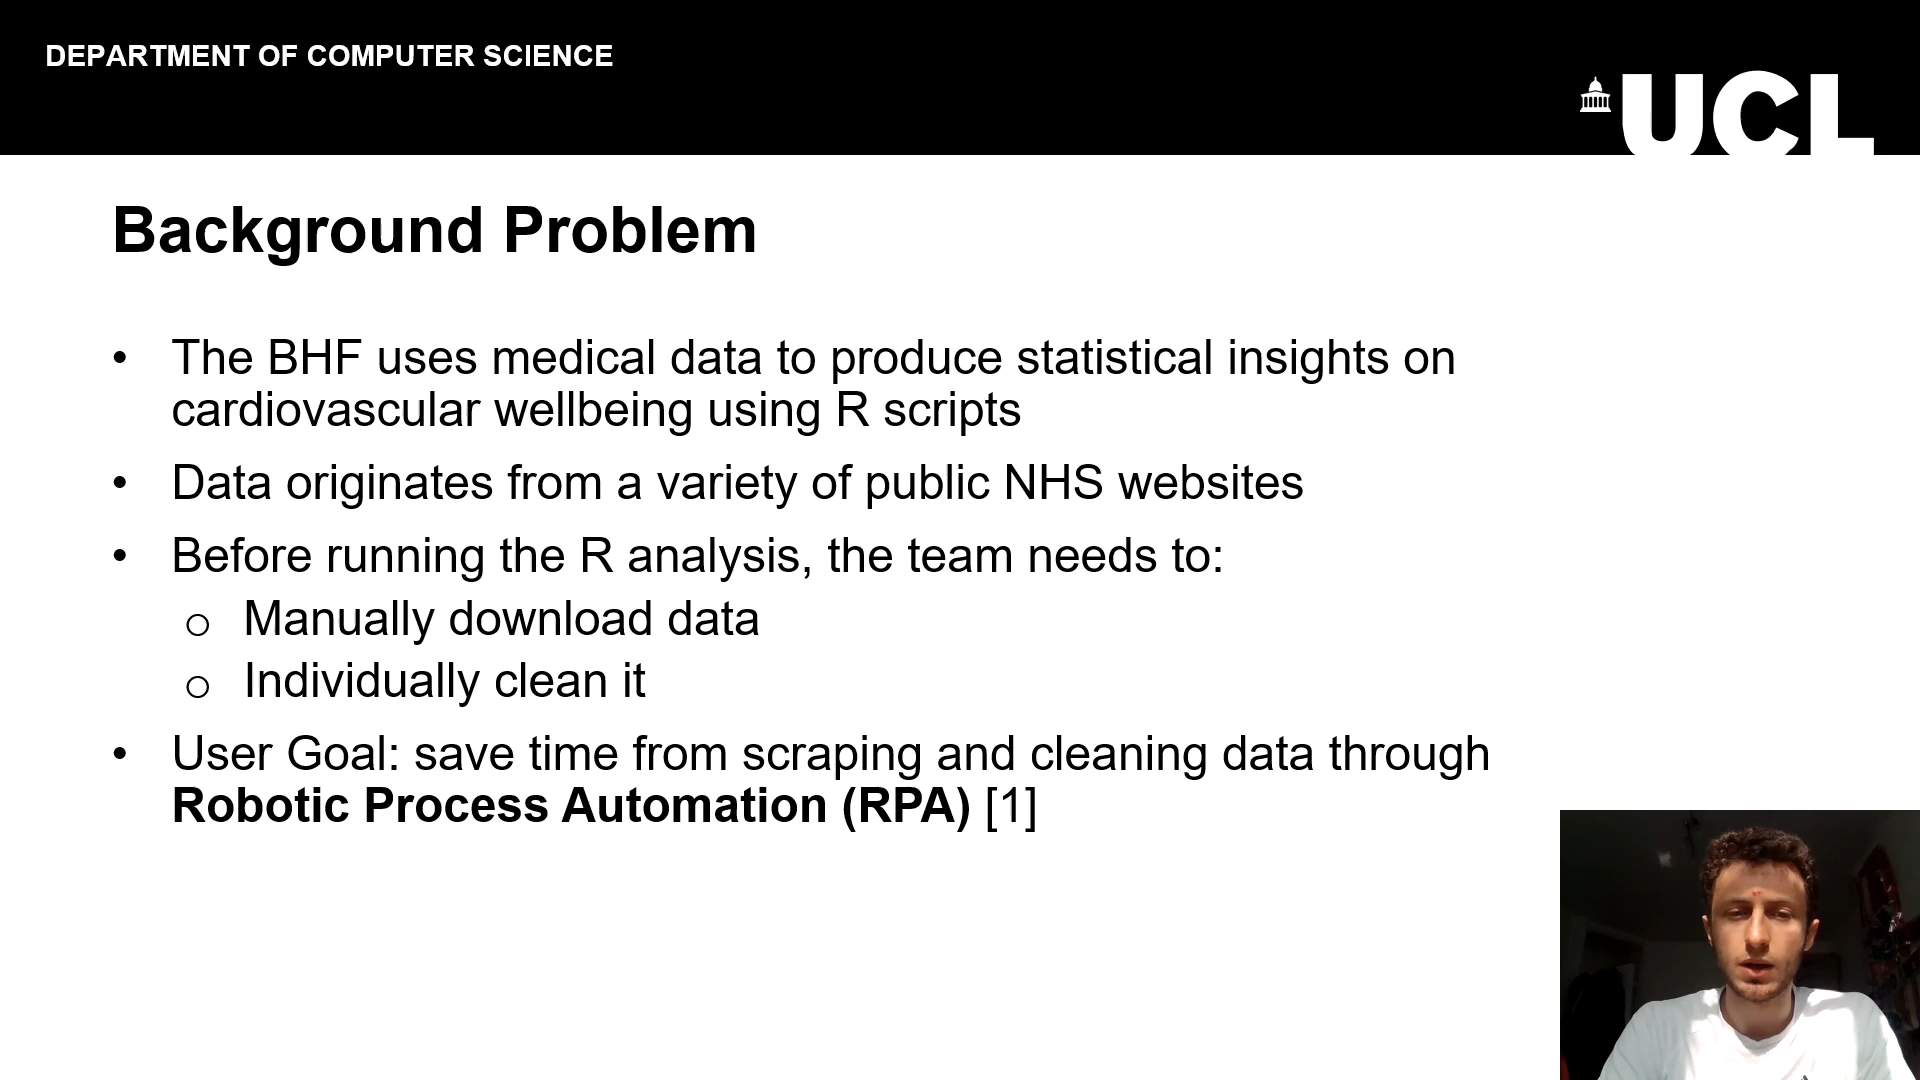 DEPARTMENT OF COMPUTER SCIENCE
UCL
Background Problem
• The BHF uses medical data to produce statistical insights on
cardiovascular wellbeing using R scripts
• Data originates from a variety of public NHS websites
• Before running the R analysis, the team needs to:
o Manually download data
o Individually clean it
• User Goal: save time from scraping and cleaning data through
Robotic Process Automation (RPA) [1]